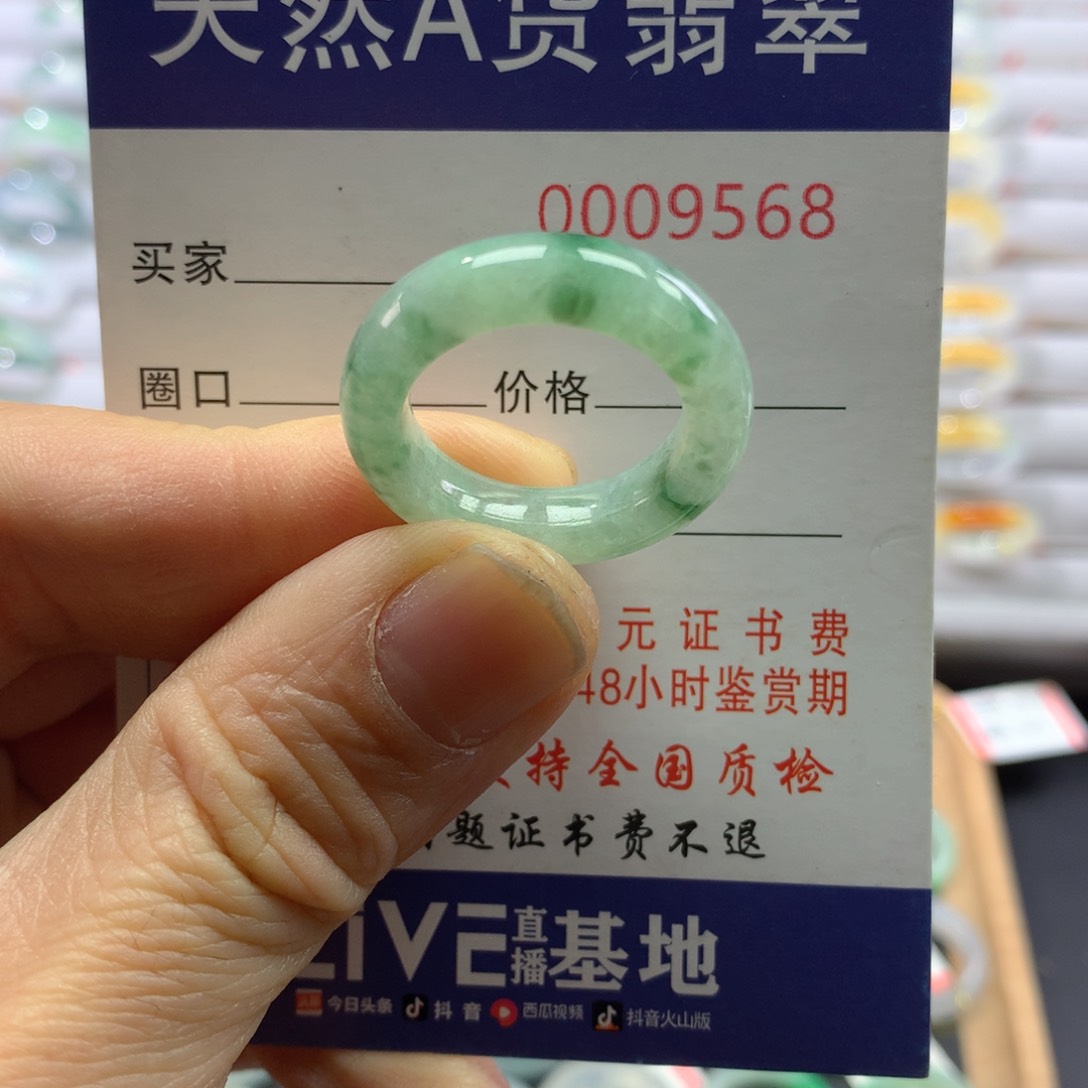 天然A货翡翠
0009568
买家
圈口 价格
元证书费
48小时鉴赏期
持全国质检
题证书费不退
LIVE直播基地
今日头条 抖音 西瓜视频 抖音火山版